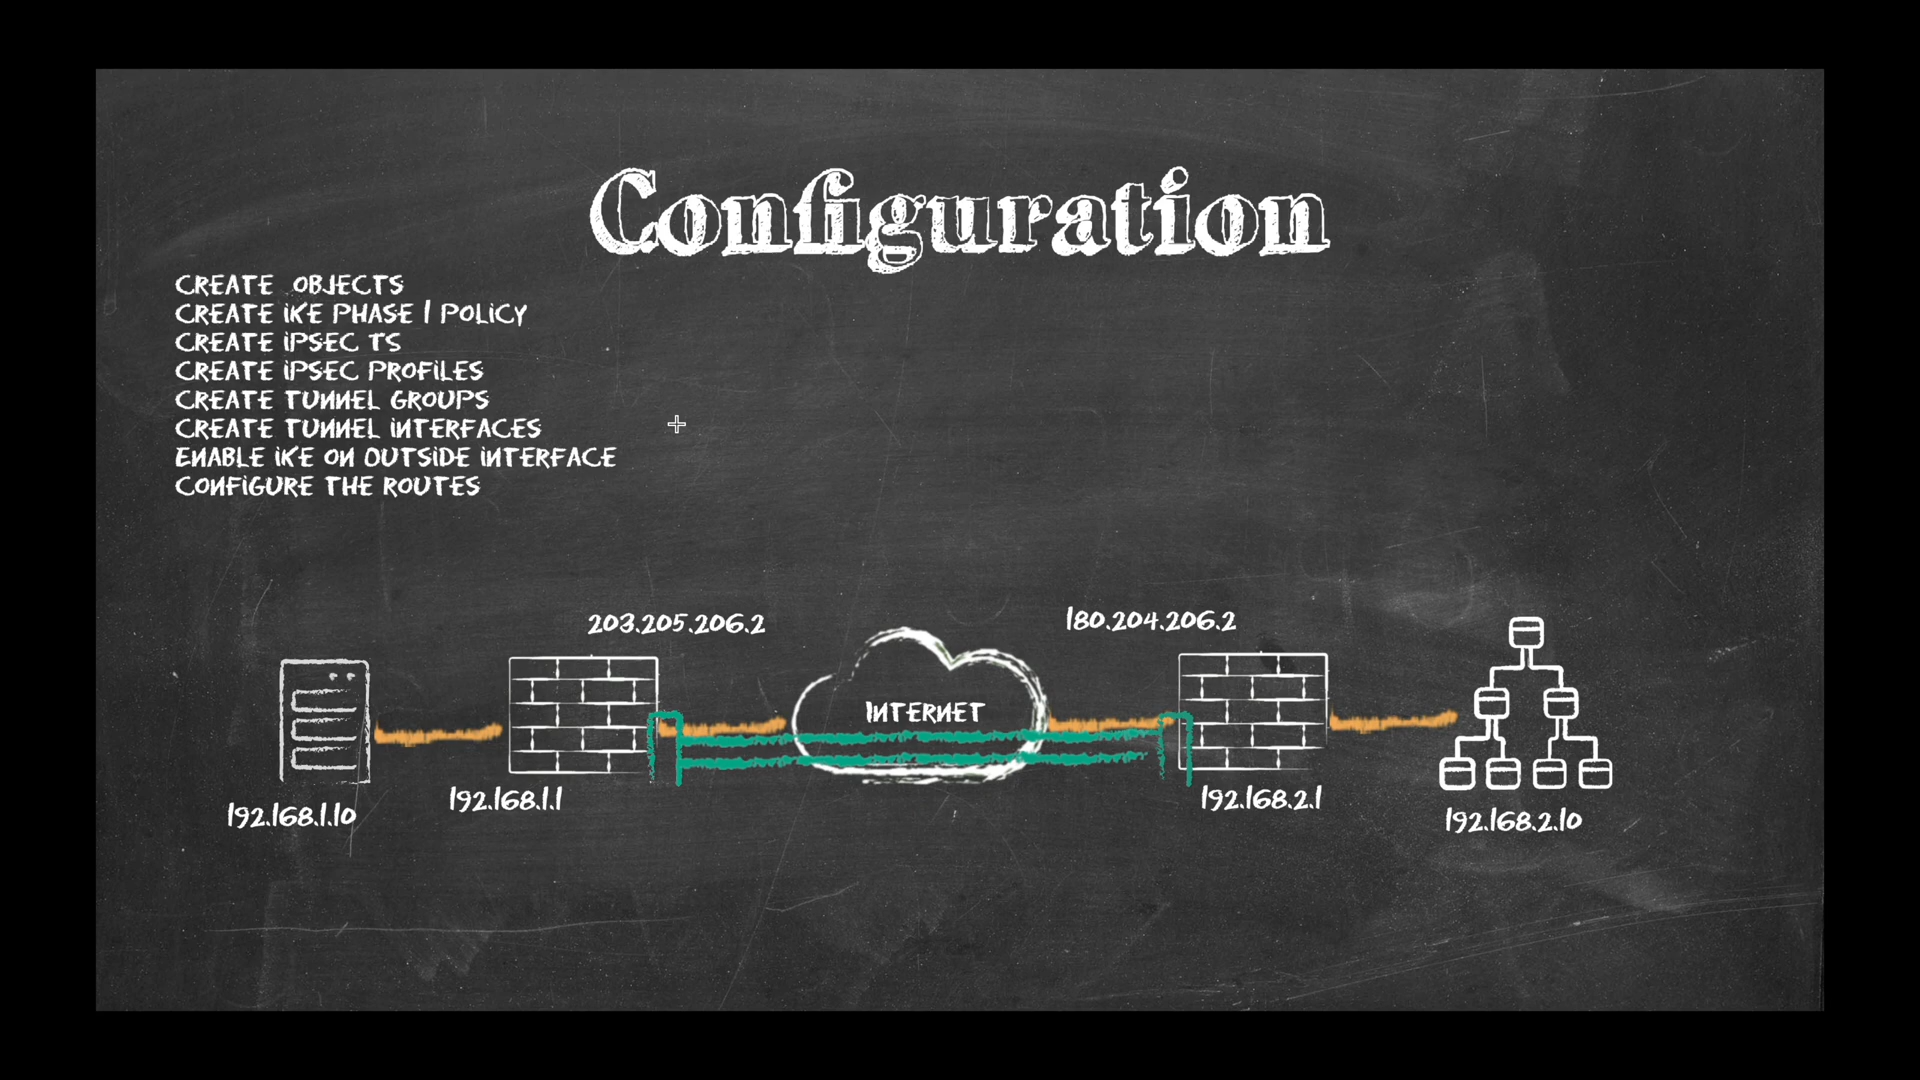 Configuration
CREATE OBJECTS
CREATE IKE PHASE 1 POLICY
CREATE IPSEC TS
CREATE IPSEC PROFILES
CREATE TUNNEL GROUPS
CREATE TUNNEL INTERFACES
ENABLE IKE ON OUTSIDE INTERFACE
CONFIGURE THE ROUTES
203.205.206.2
180.204.206.2
INTERNET
192.168.1.10
192.168.1.1
192.168.2.1
192.168.2.10